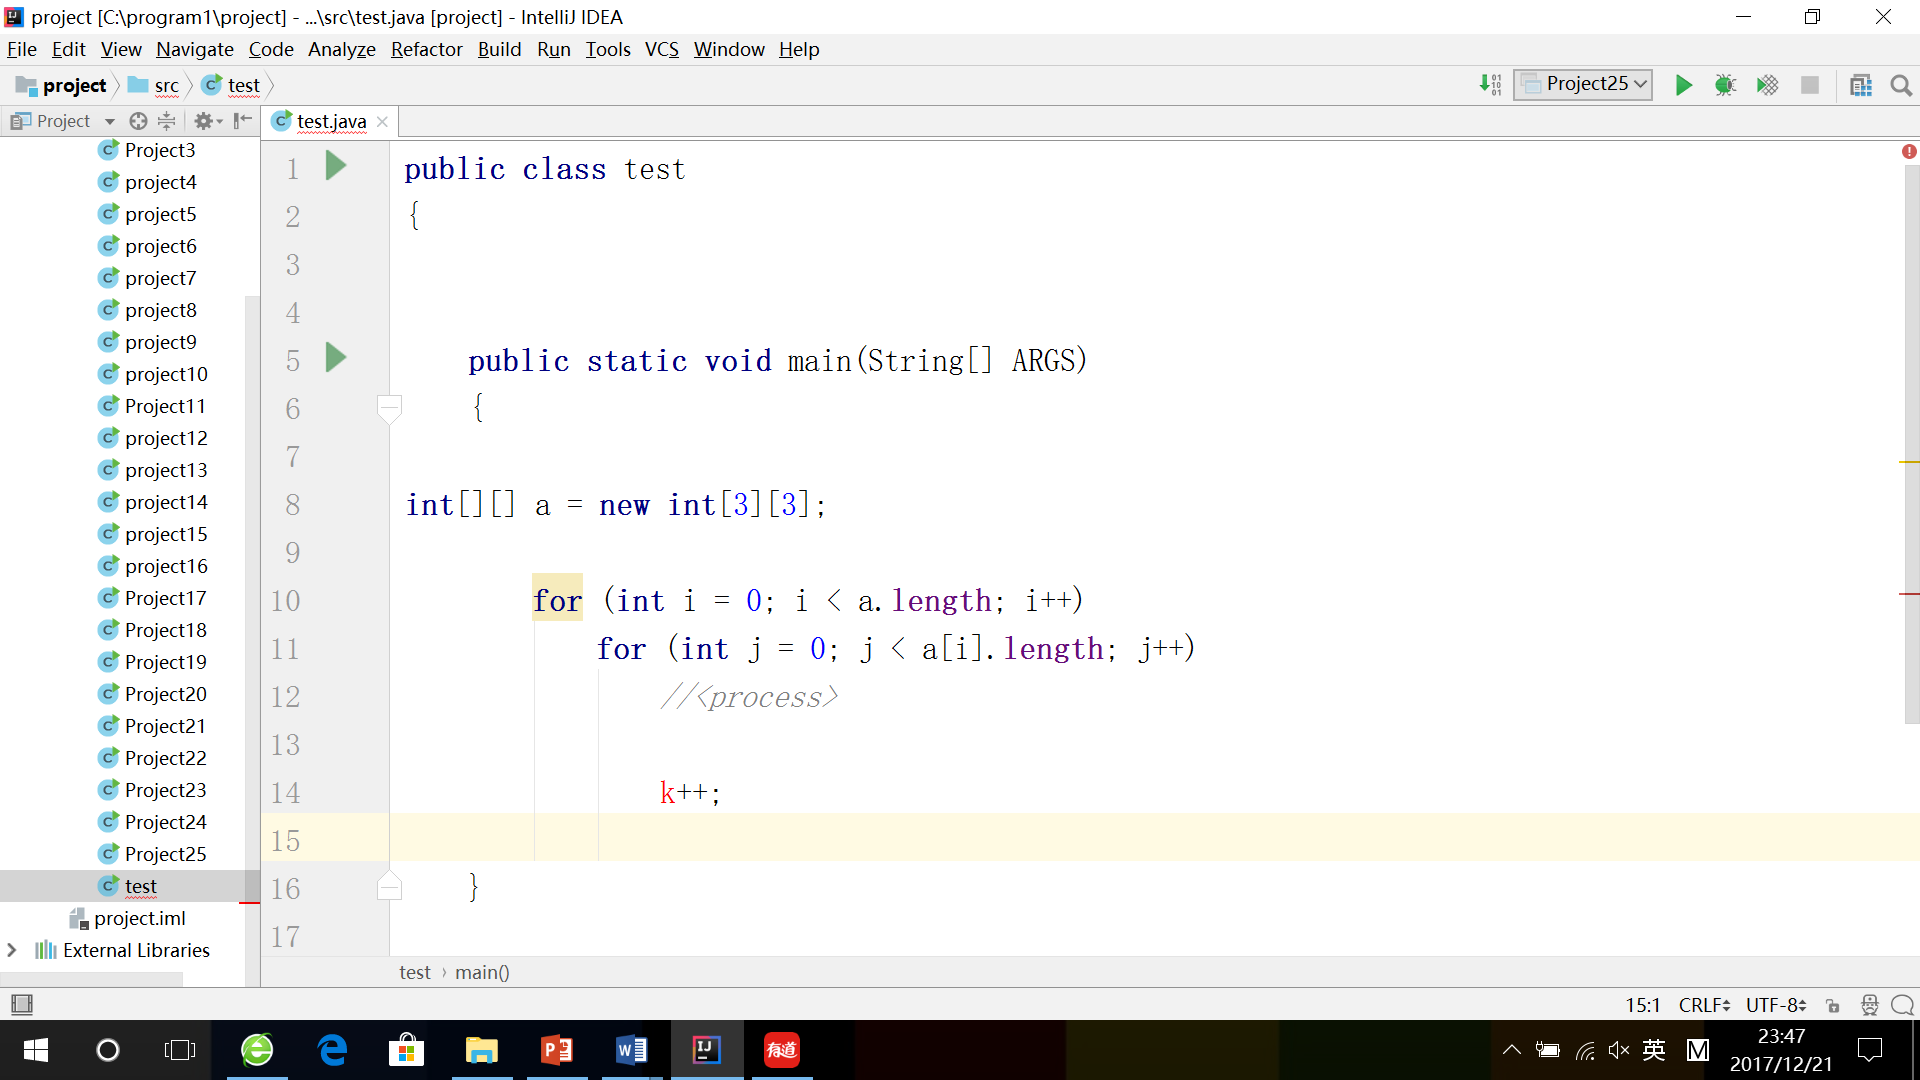 project [C:\program1\project] - ...\src\test.java [project] - IntelliJ IDEA
File Edit View Navigate Code Analyze Refactor Build Run Tools VCS Window Help
project src test
Project25
Project
test.java
Project3
project4
project5
project6
project7
project8
project9
project10
Project11
project12
project13
project14
project15
project16
Project17
Project18
Project19
Project20
Project21
Project22
Project23
Project24
Project25
test
project.iml
External Libraries
1 public class test
2 {
3
4
5 public static void main(String[] ARGS)
6 {
7
8 int[][] a = new int[3][3];
9
10 for (int i = 0; i < a.length; i++)
11 for (int j = 0; j < a[i].length; j++)
12 //<process>
13
14 k++;
15
16 }
17
test › main()
15:1 CRLF UTF-8
有道
英 M
23:47
2017/12/21